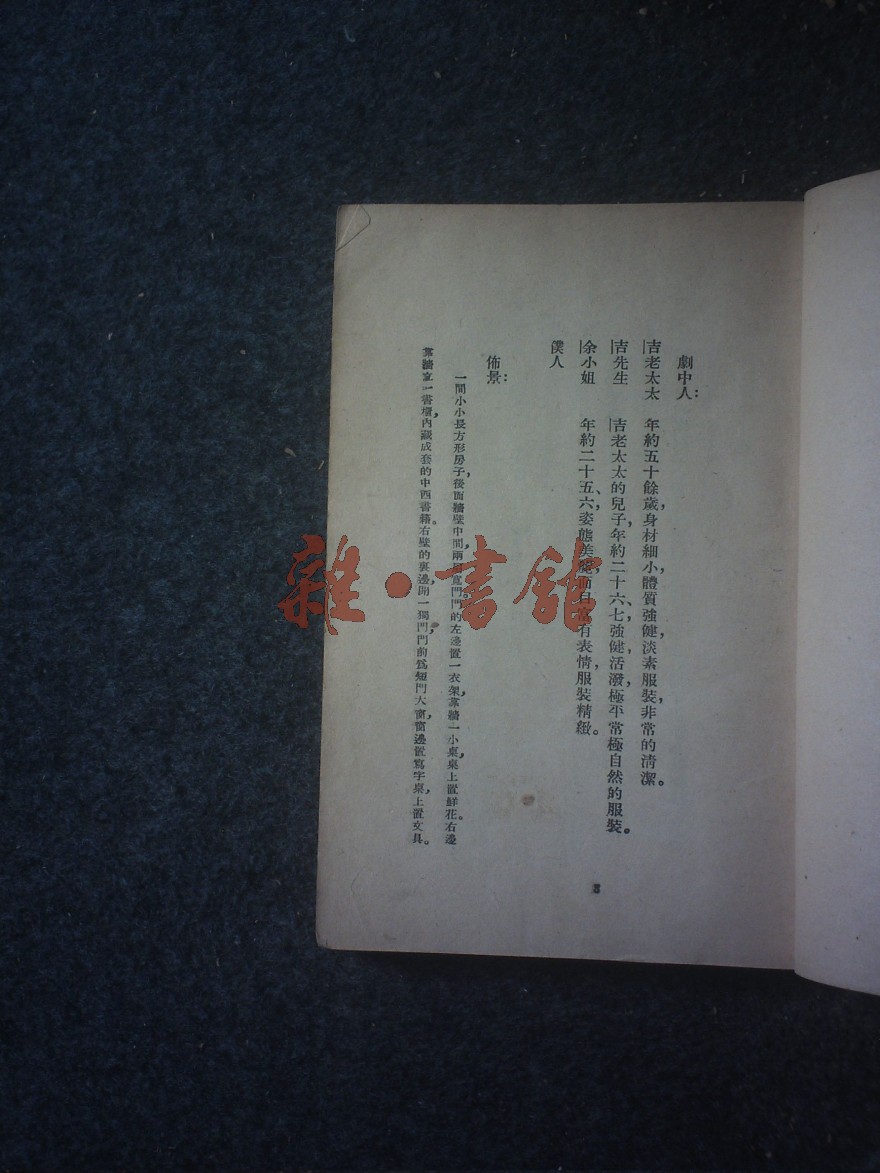 劇中人：
吉老太太　年約五十餘歲，身材細小體質強健，淡素服裝，非常的清潔。
吉先生　吉老太太的兒子，年約二十六、七，強健活潑，極平常極自然的服裝。
余小姐　年約二十五、六，姿態美麗，面目富有表情，服裝精緻。
僕人
佈景：
一間小小長方形房子，後面牆壁中間，兩扇寬門。門的左邊置一衣架，靠牆一小桌，桌上置鮮花。右邊
靠牆立一書櫃，內藏成套的中西書籍。右壁的裏邊，開一獨門，門前爲短門大窗，窗邊置寫字桌，桌上置文具。
雜·書館